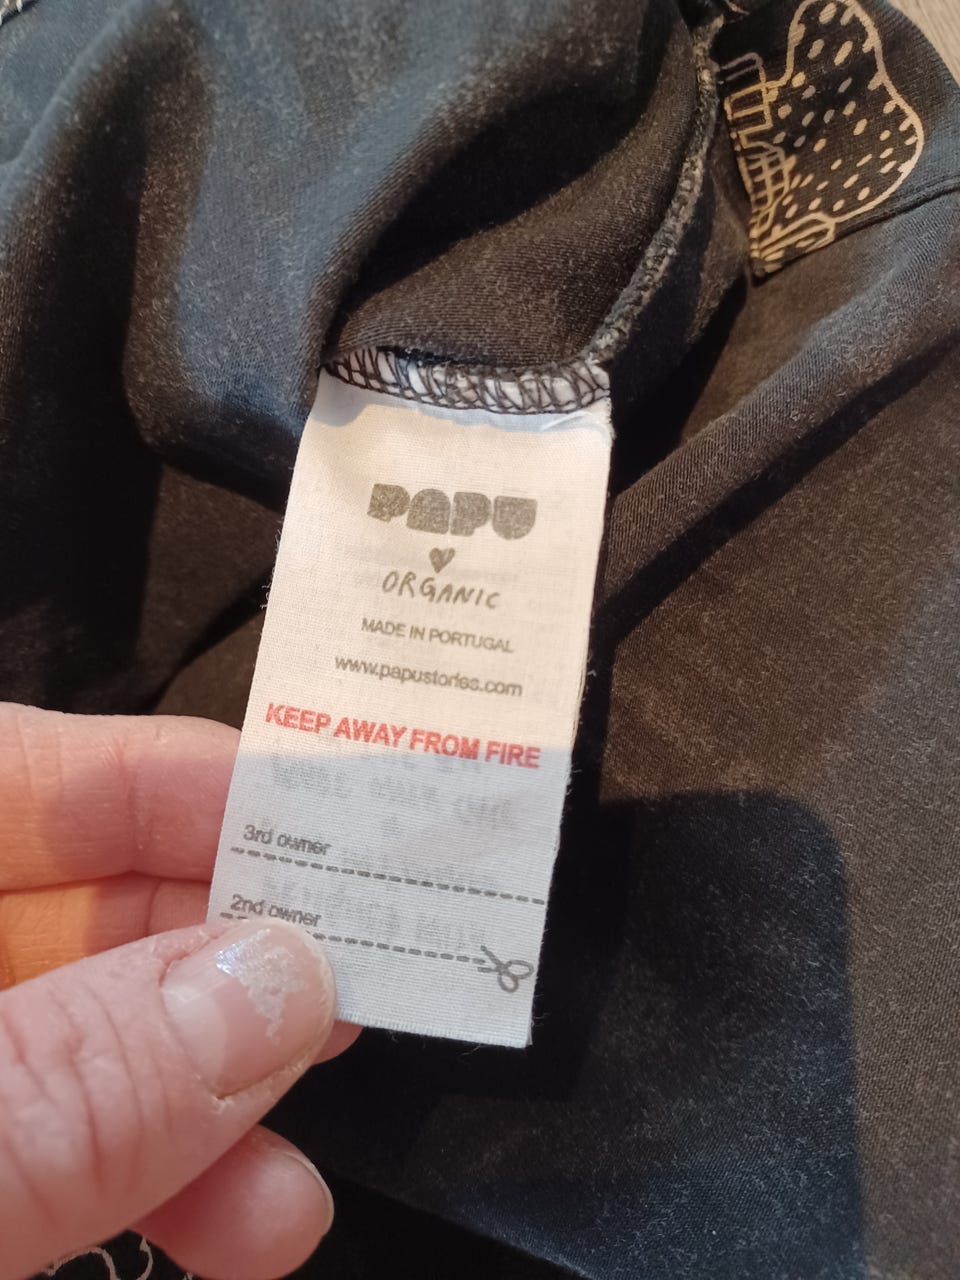 PAPU
ORGANIC
MADE IN PORTUGAL
www.papustories.com
KEEP AWAY FROM FIRE
3rd owner
2nd owner